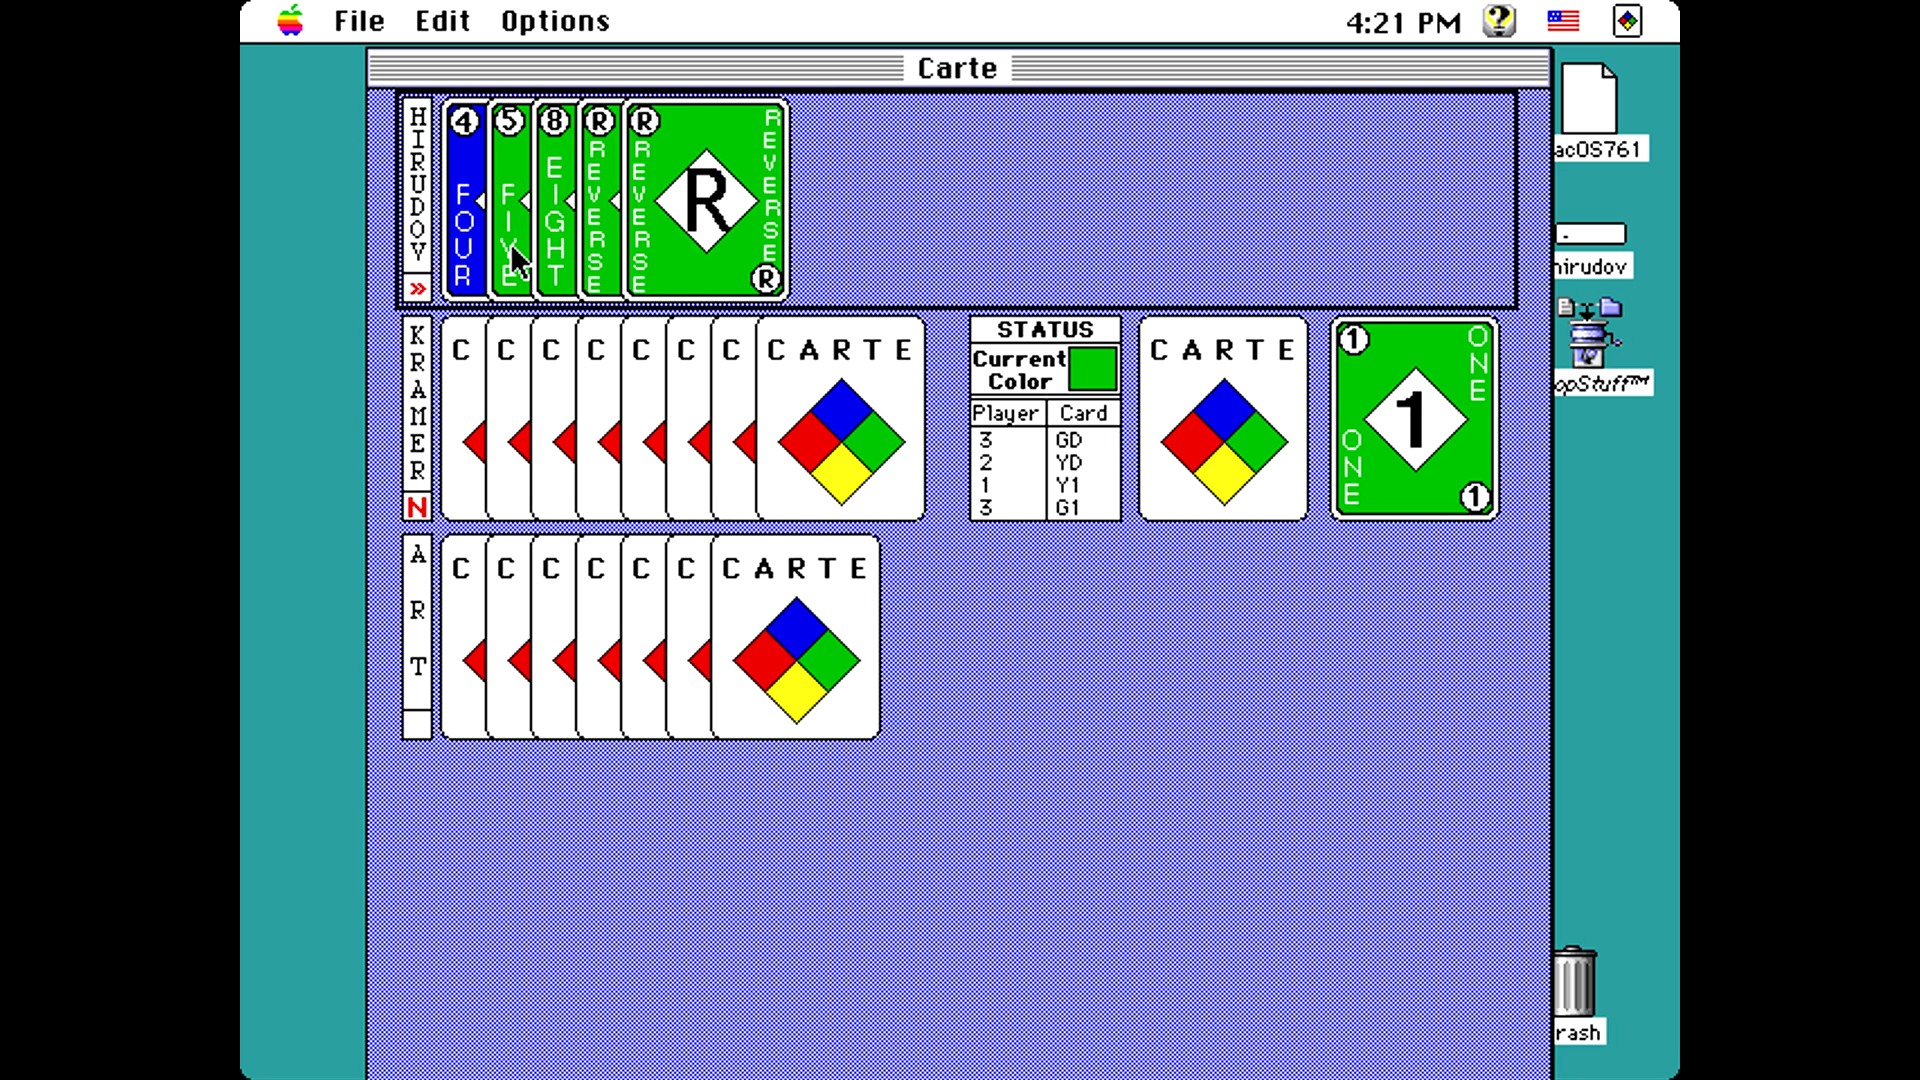 File Edit Options 4:21 PM
Carte
HIRUDOV
»
4 FOUR
5 FIVE
8 EIGHT
R REVERSE
R REVERSE
R
REVERSE R
KRAMER
N
C C C C C C C CARTE
STATUS
Current Color
Player Card
3 GD
2 YD
1 Y1
3 G1
CARTE
1 ONE
1
ONE 1
ART
C C C C C C CARTE
acOS761
hirudov
opStuff™
rash